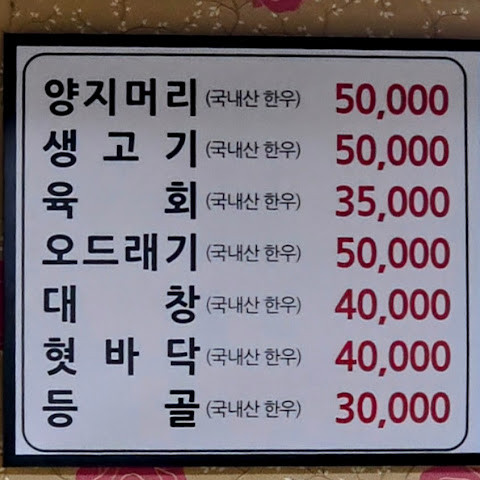 양지머리 (국내산 한우) 50,000
생고기 (국내산 한우) 50,000
육회 (국내산 한우) 35,000
오드래기 (국내산 한우) 50,000
대창 (국내산 한우) 40,000
혓바닥 (국내산 한우) 40,000
등골 (국내산 한우) 30,000